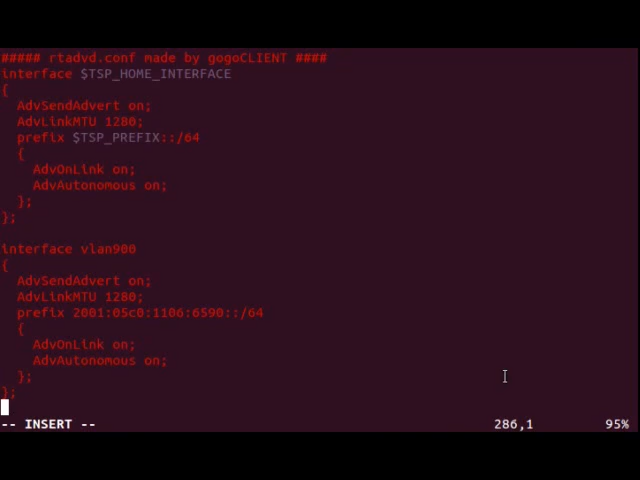 ##### rtadvd.conf made by gogoCLIENT ####
interface $TSP_HOME_INTERFACE
{
  AdvSendAdvert on;
  AdvLinkMTU 1280;
  prefix $TSP_PREFIX::/64
  {
    AdvOnLink on;
    AdvAutonomous on;
  };
};

interface vlan900
{
  AdvSendAdvert on;
  AdvLinkMTU 1280;
  prefix 2001:05c0:1106:6590::/64
  {
    AdvOnLink on;
    AdvAutonomous on;
  };
};
-- INSERT -- 286,1 95%